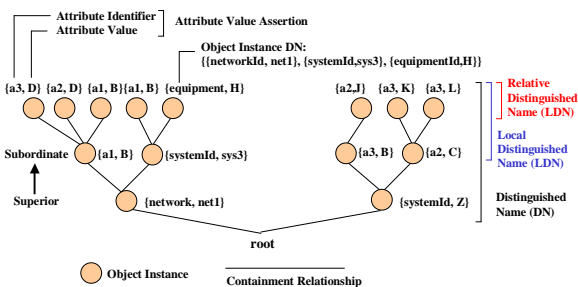 Attribute Identifier
Attribute Value
Attribute Value Assertion
Object Instance DN:
{{networkId, net1}, {systemId,sys3}, {equipmentId,H}}
{a3, D} {a2, D} {a1, B} {a1, B} {equipment, H}
{a2,J} {a3, K} {a3, L}
Relative
Distinguished
Name (LDN)
Local
Distinguished
Name (LDN)
Subordinate
{a1, B}
{systemId, sys3}
{a3, B}
{a2, C}
Superior
{network, net1}
{systemId, Z}
Distinguished
Name (DN)
root
Object Instance
Containment Relationship